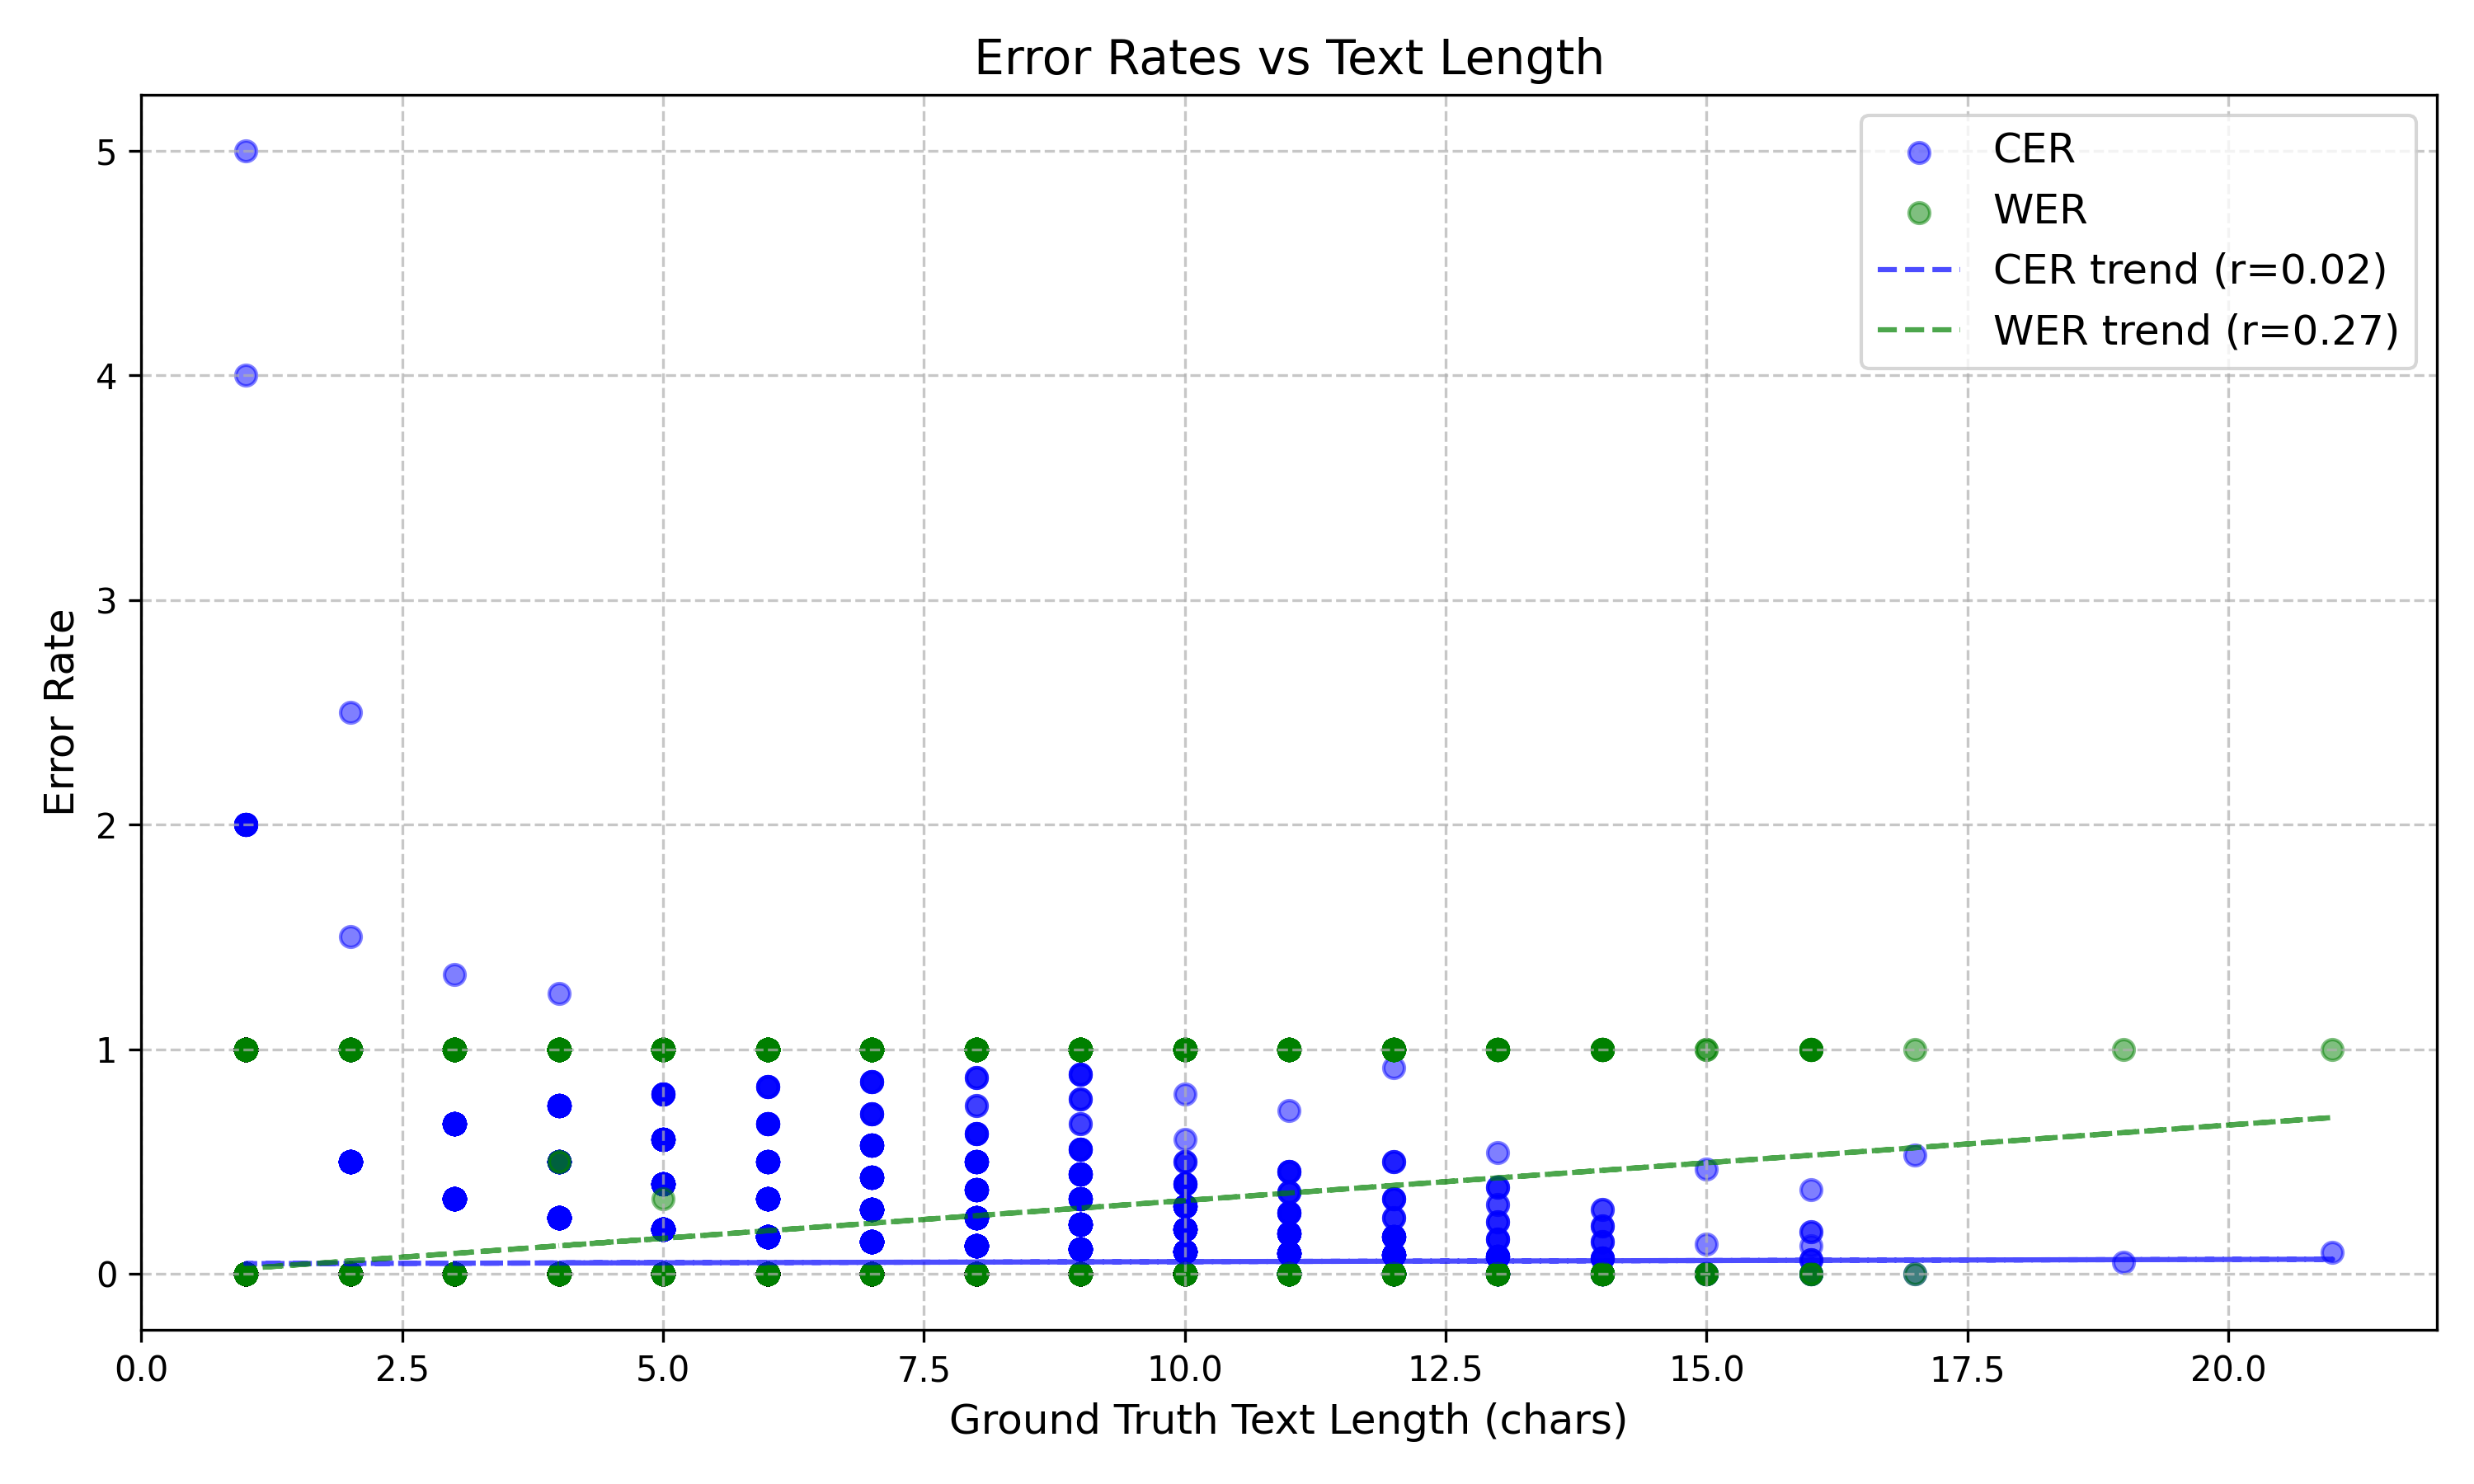 Error Rates vs Text Length
CER
WER
CER trend (r=0.02)
WER trend (r=0.27)
Error Rate
5
4
3
2
1
0
0.0 2.5 5.0 7.5 10.0 12.5 15.0 17.5 20.0
Ground Truth Text Length (chars)